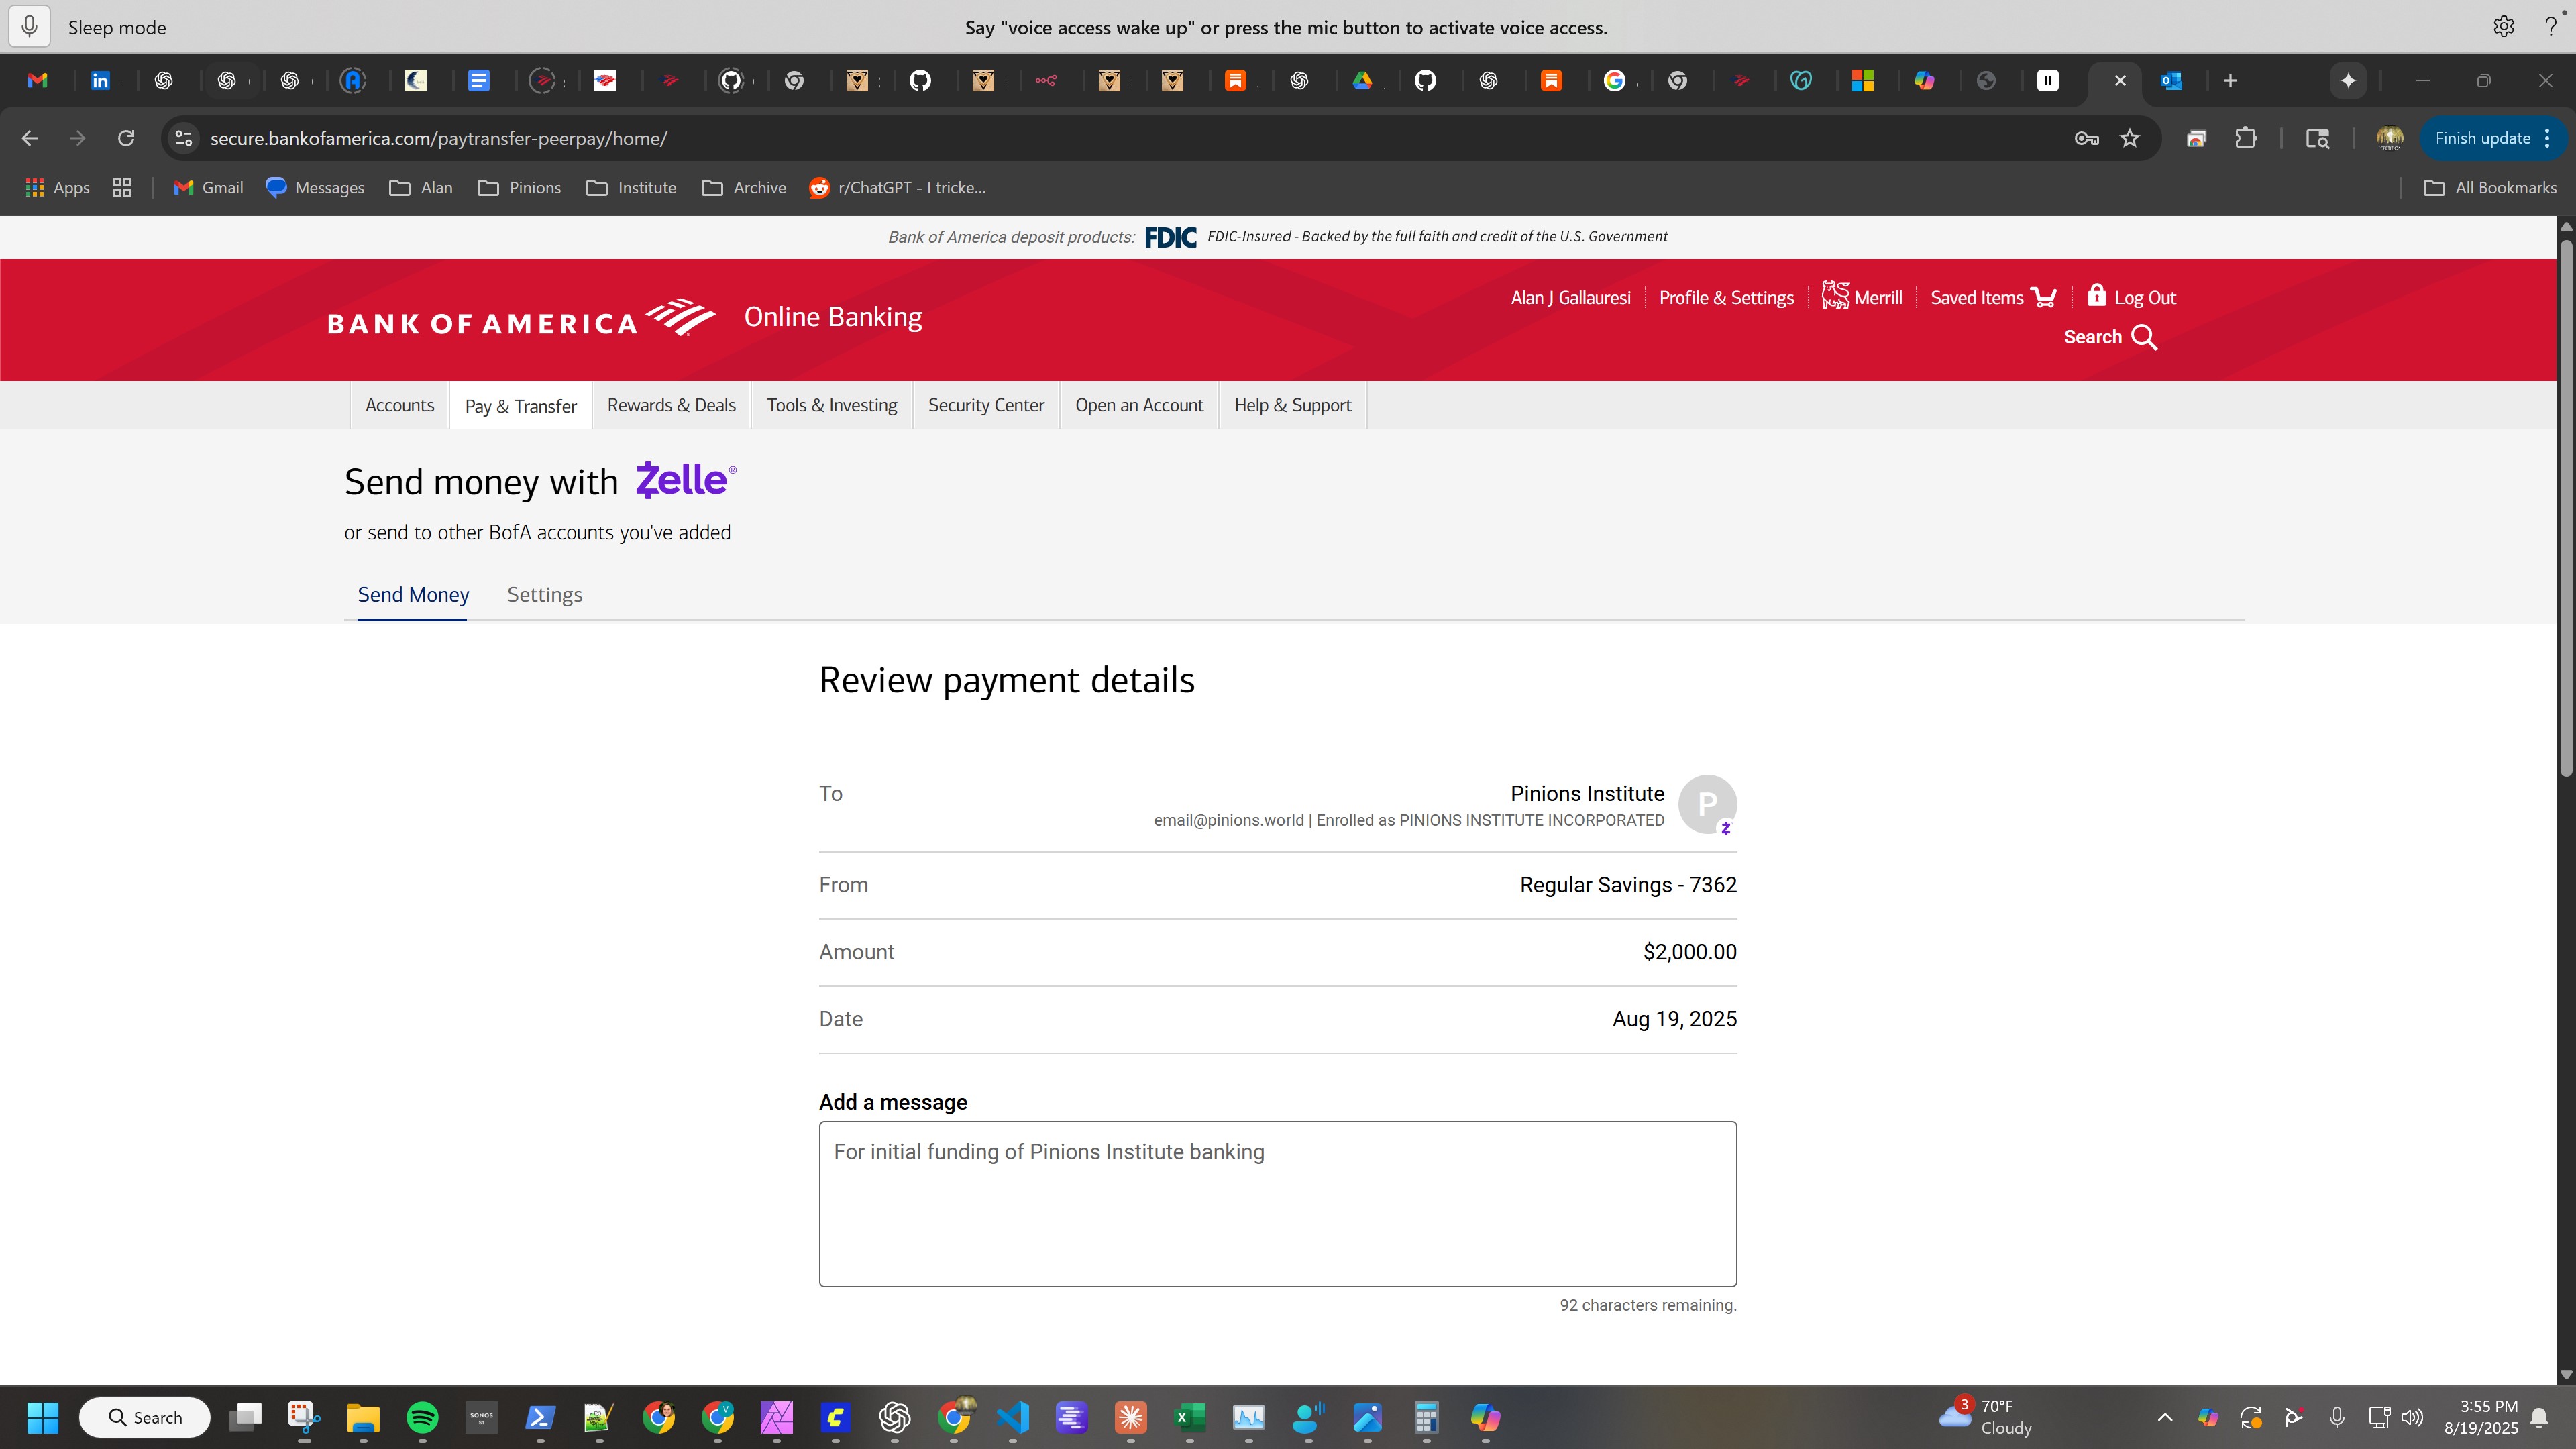 Sleep mode
Say "voice access wake up" or press the mic button to activate voice access.
secure.bankofamerica.com/paytransfer-peerpay/home/
Finish update
Apps
Gmail
Messages
Alan
Pinions
Institute
Archive
r/ChatGPT - I tricke...
All Bookmarks
Bank of America deposit products: FDIC FDIC-Insured - Backed by the full faith and credit of the U.S. Government
BANK OF AMERICA Online Banking
Alan J Gallauresi Profile & Settings Merrill Saved Items Log Out
Search
Accounts Pay & Transfer Rewards & Deals Tools & Investing Security Center Open an Account Help & Support
Send money with Zelle®
or send to other BofA accounts you've added
Send Money Settings
Review payment details
To
Pinions Institute
email@pinions.world | Enrolled as PINIONS INSTITUTE INCORPORATED
P
From Regular Savings - 7362
Amount $2,000.00
Date Aug 19, 2025
Add a message
For initial funding of Pinions Institute banking
92 characters remaining.
Search
SONOS
3
70°F
Cloudy
3:55 PM
8/19/2025